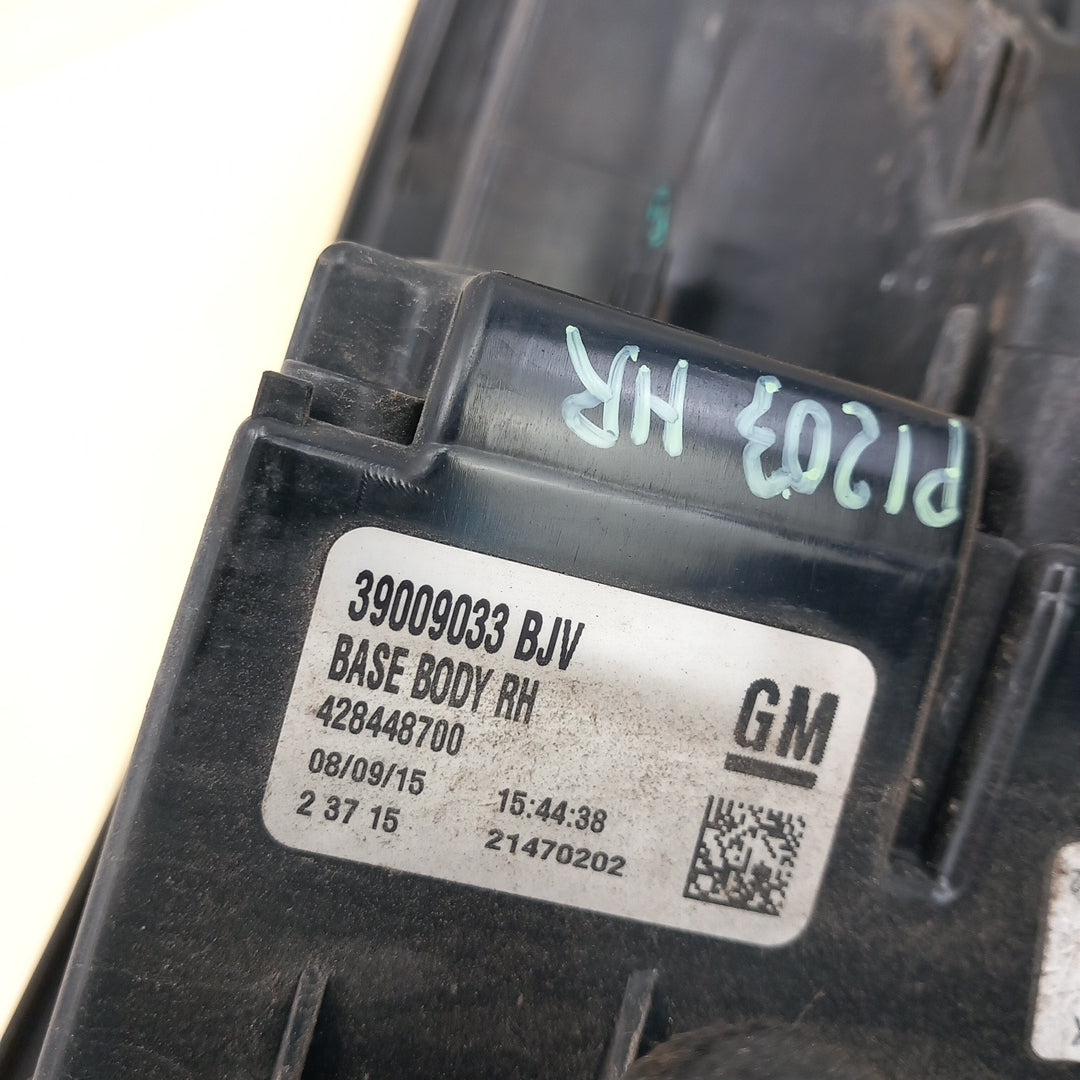 P1203 HR
39009033 BJV
BASE BODY RH
428448700
08/09/15 15:44:38
2 37 15 21470202
GM